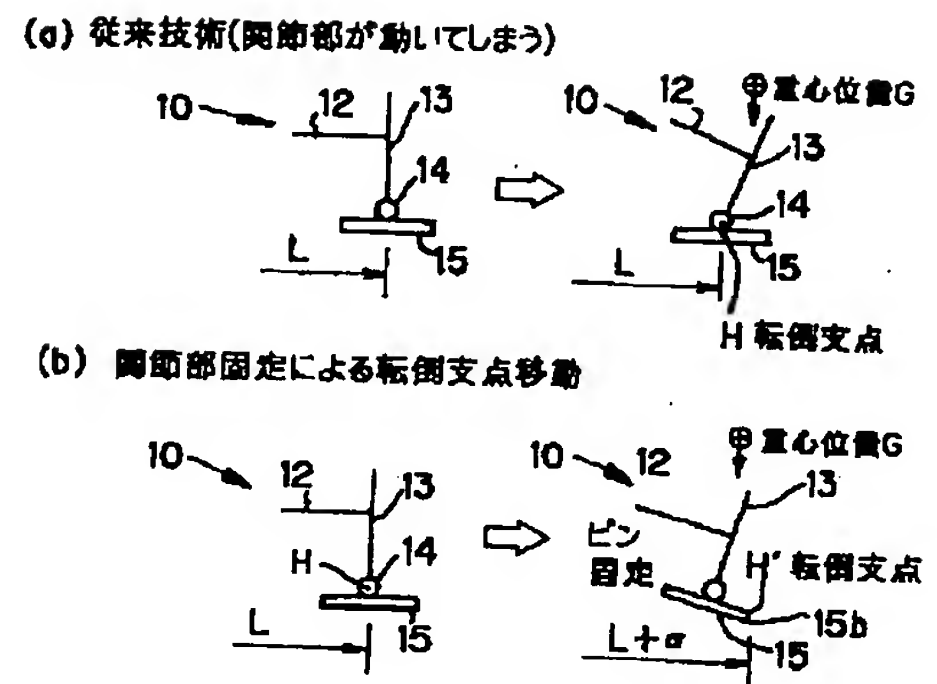 (a) 従来技術(関節部が動いてしまう)
10
12
13
14
15
L
10
12
重心位置G
13
14
15
L
H 転倒支点
(b) 関節部固定による転倒支点移動
10
12
13
H
14
15
L
10
12
重心位置G
13
ピン
固定
H' 転倒支点
15b
15
L+α